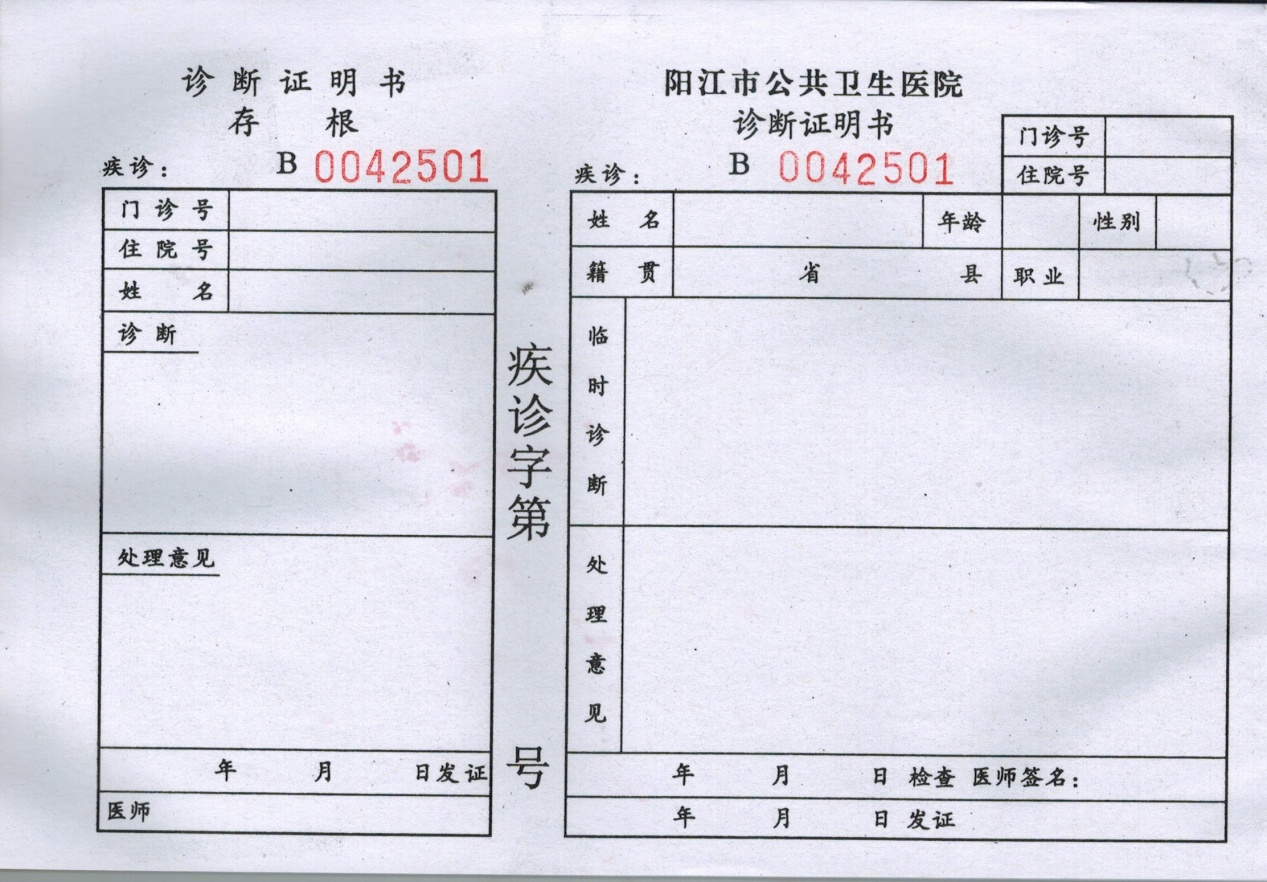 诊断证明书
存根
疾诊：
B 0042501
门诊号
住院号
姓名
诊断
处理意见
年 月 日发证
医师
疾诊字第 号
阳江市公共卫生医院
诊断证明书
疾诊：
B 0042501
门诊号
住院号
姓名 年龄 性别
籍贯 省 县 职业
临时诊断
处理意见
年 月 日 检查 医师签名：
年 月 日 发证